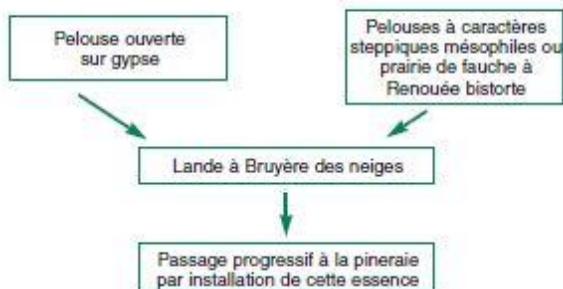 Pelouse ouverte
sur gypse
Pelouses à caractères
steppiques mésophiles ou
prairie de fauche à
Renouée bistorte
Lande à Bruyère des neiges
Passage progressif à la pineraie
par installation de cette essence